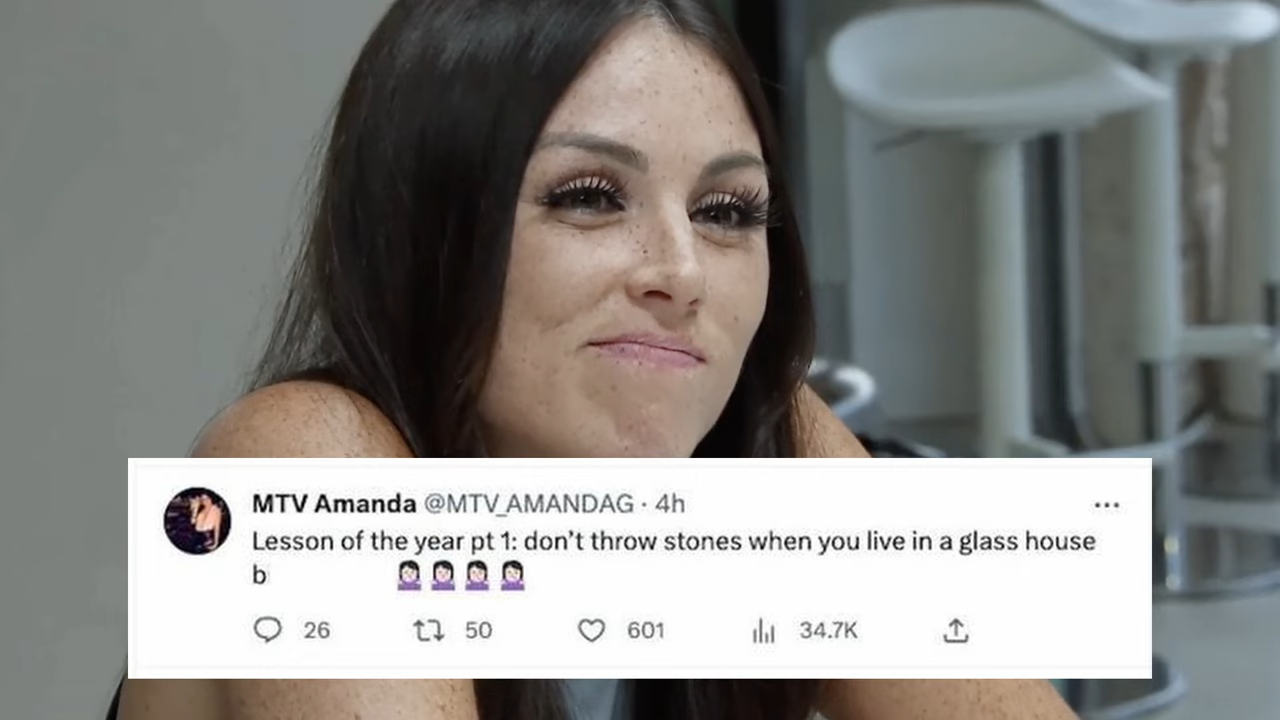 MTV Amanda @MTV_AMANDAG · 4h
Lesson of the year pt 1: don’t throw stones when you live in a glass house
b 🤷🏻‍♀️🤷🏻‍♀️🤷🏻‍♀️🤷🏻‍♀️
26 50 601 34.7K